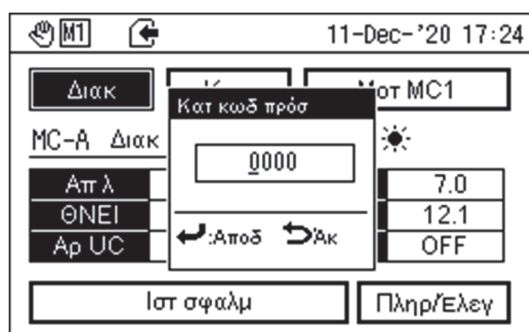 M1 11-Dec-'20 17:24
Διακ Μοτ MC1
Κατ κωδ πρόσ
MC-A Διακ
0000
Απ λ 7.0
ΘΝΕΙ 12.1
Αρ UC OFF
:Αποδ Άκ
Ιστ σφαλμ Πληρ/Ελεγ